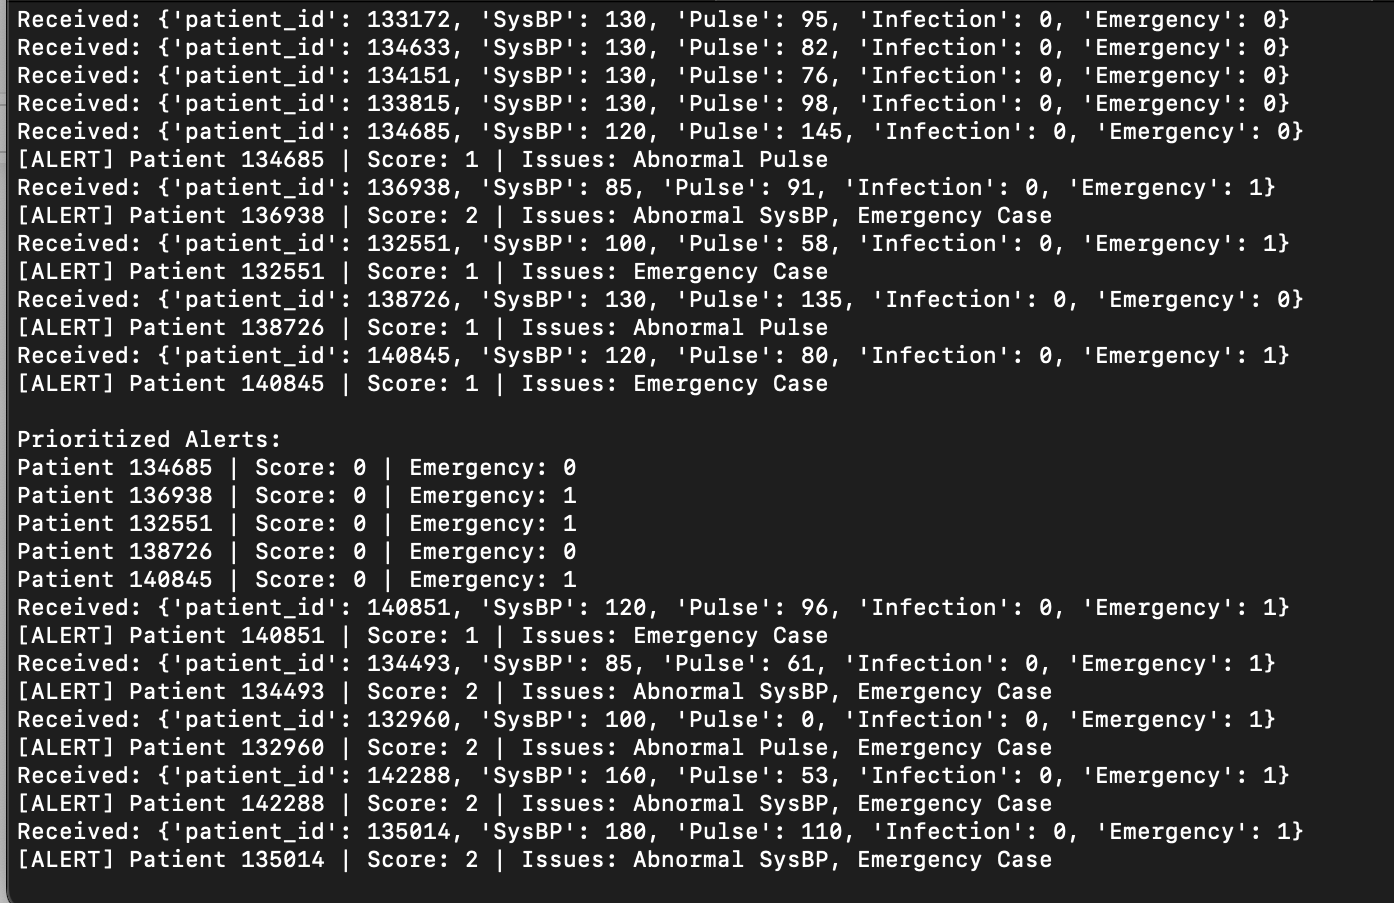 Received: {'patient_id': 133172, 'SysBP': 130, 'Pulse': 95, 'Infection': 0, 'Emergency': 0}
Received: {'patient_id': 134633, 'SysBP': 130, 'Pulse': 82, 'Infection': 0, 'Emergency': 0}
Received: {'patient_id': 134151, 'SysBP': 130, 'Pulse': 76, 'Infection': 0, 'Emergency': 0}
Received: {'patient_id': 133815, 'SysBP': 130, 'Pulse': 98, 'Infection': 0, 'Emergency': 0}
Received: {'patient_id': 134685, 'SysBP': 120, 'Pulse': 145, 'Infection': 0, 'Emergency': 0}
[ALERT] Patient 134685 | Score: 1 | Issues: Abnormal Pulse
Received: {'patient_id': 136938, 'SysBP': 85, 'Pulse': 91, 'Infection': 0, 'Emergency': 1}
[ALERT] Patient 136938 | Score: 2 | Issues: Abnormal SysBP, Emergency Case
Received: {'patient_id': 132551, 'SysBP': 100, 'Pulse': 58, 'Infection': 0, 'Emergency': 1}
[ALERT] Patient 132551 | Score: 1 | Issues: Emergency Case
Received: {'patient_id': 138726, 'SysBP': 130, 'Pulse': 135, 'Infection': 0, 'Emergency': 0}
[ALERT] Patient 138726 | Score: 1 | Issues: Abnormal Pulse
Received: {'patient_id': 140845, 'SysBP': 120, 'Pulse': 80, 'Infection': 0, 'Emergency': 1}
[ALERT] Patient 140845 | Score: 1 | Issues: Emergency Case
Prioritized Alerts:
Patient 134685 | Score: 0 | Emergency: 0
Patient 136938 | Score: 0 | Emergency: 1
Patient 132551 | Score: 0 | Emergency: 1
Patient 138726 | Score: 0 | Emergency: 0
Patient 140845 | Score: 0 | Emergency: 1
Received: {'patient_id': 140851, 'SysBP': 120, 'Pulse': 96, 'Infection': 0, 'Emergency': 1}
[ALERT] Patient 140851 | Score: 1 | Issues: Emergency Case
Received: {'patient_id': 134493, 'SysBP': 85, 'Pulse': 61, 'Infection': 0, 'Emergency': 1}
[ALERT] Patient 134493 | Score: 2 | Issues: Abnormal SysBP, Emergency Case
Received: {'patient_id': 132960, 'SysBP': 100, 'Pulse': 0, 'Infection': 0, 'Emergency': 1}
[ALERT] Patient 132960 | Score: 2 | Issues: Abnormal Pulse, Emergency Case
Received: {'patient_id': 142288, 'SysBP': 160, 'Pulse': 53, 'Infection': 0, 'Emergency': 1}
[ALERT] Patient 142288 | Score: 2 | Issues: Abnormal SysBP, Emergency Case
Received: {'patient_id': 135014, 'SysBP': 180, 'Pulse': 110, 'Infection': 0, 'Emergency': 1}
[ALERT] Patient 135014 | Score: 2 | Issues: Abnormal SysBP, Emergency Case